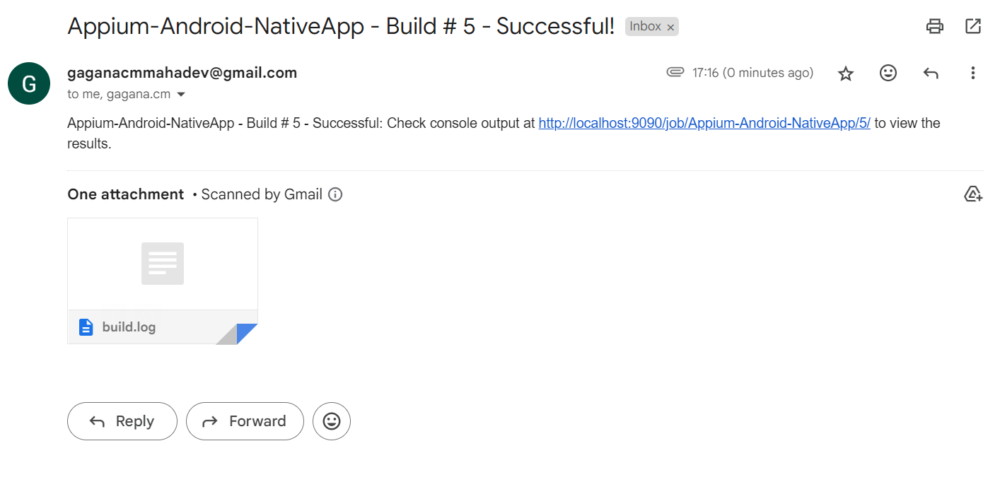 Appium-Android-NativeApp - Build # 5 - Successful! Inbox ×
G
gaganacmmahadev@gmail.com 17:16 (0 minutes ago)
to me, gagana.cm
Appium-Android-NativeApp - Build # 5 - Successful: Check console output at http://localhost:9090/job/Appium-Android-NativeApp/5/ to view the
results.
One attachment • Scanned by Gmail
build.log
Reply Forward